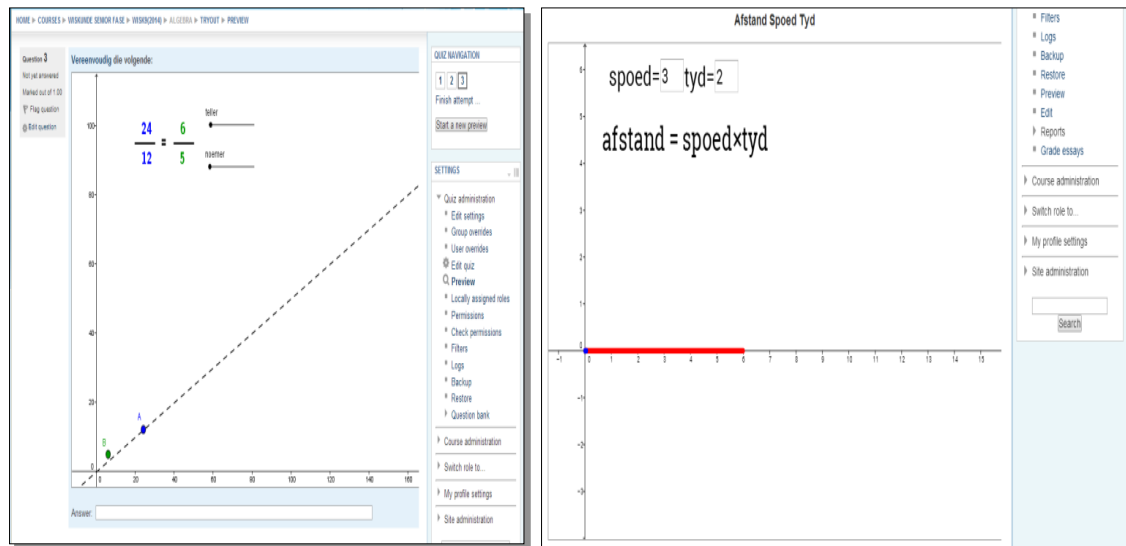 HOME ► COURSES ► WISKUNDE SENIOR FASE ► WISK9(2014) ► ALGEBRA ► TRYOUT ► PREVIEW
Question 3
Not yet answered
Marked out of 1.00
Flag question
Edit question
Vereenvoudig die volgende:
24
12
=
6
5
teller
noemer
100
80
60
40
20
0
0 20 40 60 80 100 120 140 160
A
B
Answer:
QUIZ NAVIGATION
1 2 3
Finish attempt ...
Start a new preview
SETTINGS
Quiz administration
Edit settings
Group overrides
User overrides
Edit quiz
Preview
Locally assigned roles
Permissions
Check permissions
Filters
Logs
Backup
Restore
Question bank
Course administration
Switch role to...
My profile settings
Site administration
Afstand Spoed Tyd
spoed= 3 tyd= 2
afstand = spoed×tyd
6
5
4
3
2
1
0
-1
-2
-3
-1 0 1 2 3 4 5 6 7 8 9 10 11 12 13 14 15
Filters
Logs
Backup
Restore
Preview
Edit
Reports
Grade essays
Course administration
Switch role to...
My profile settings
Site administration
Search